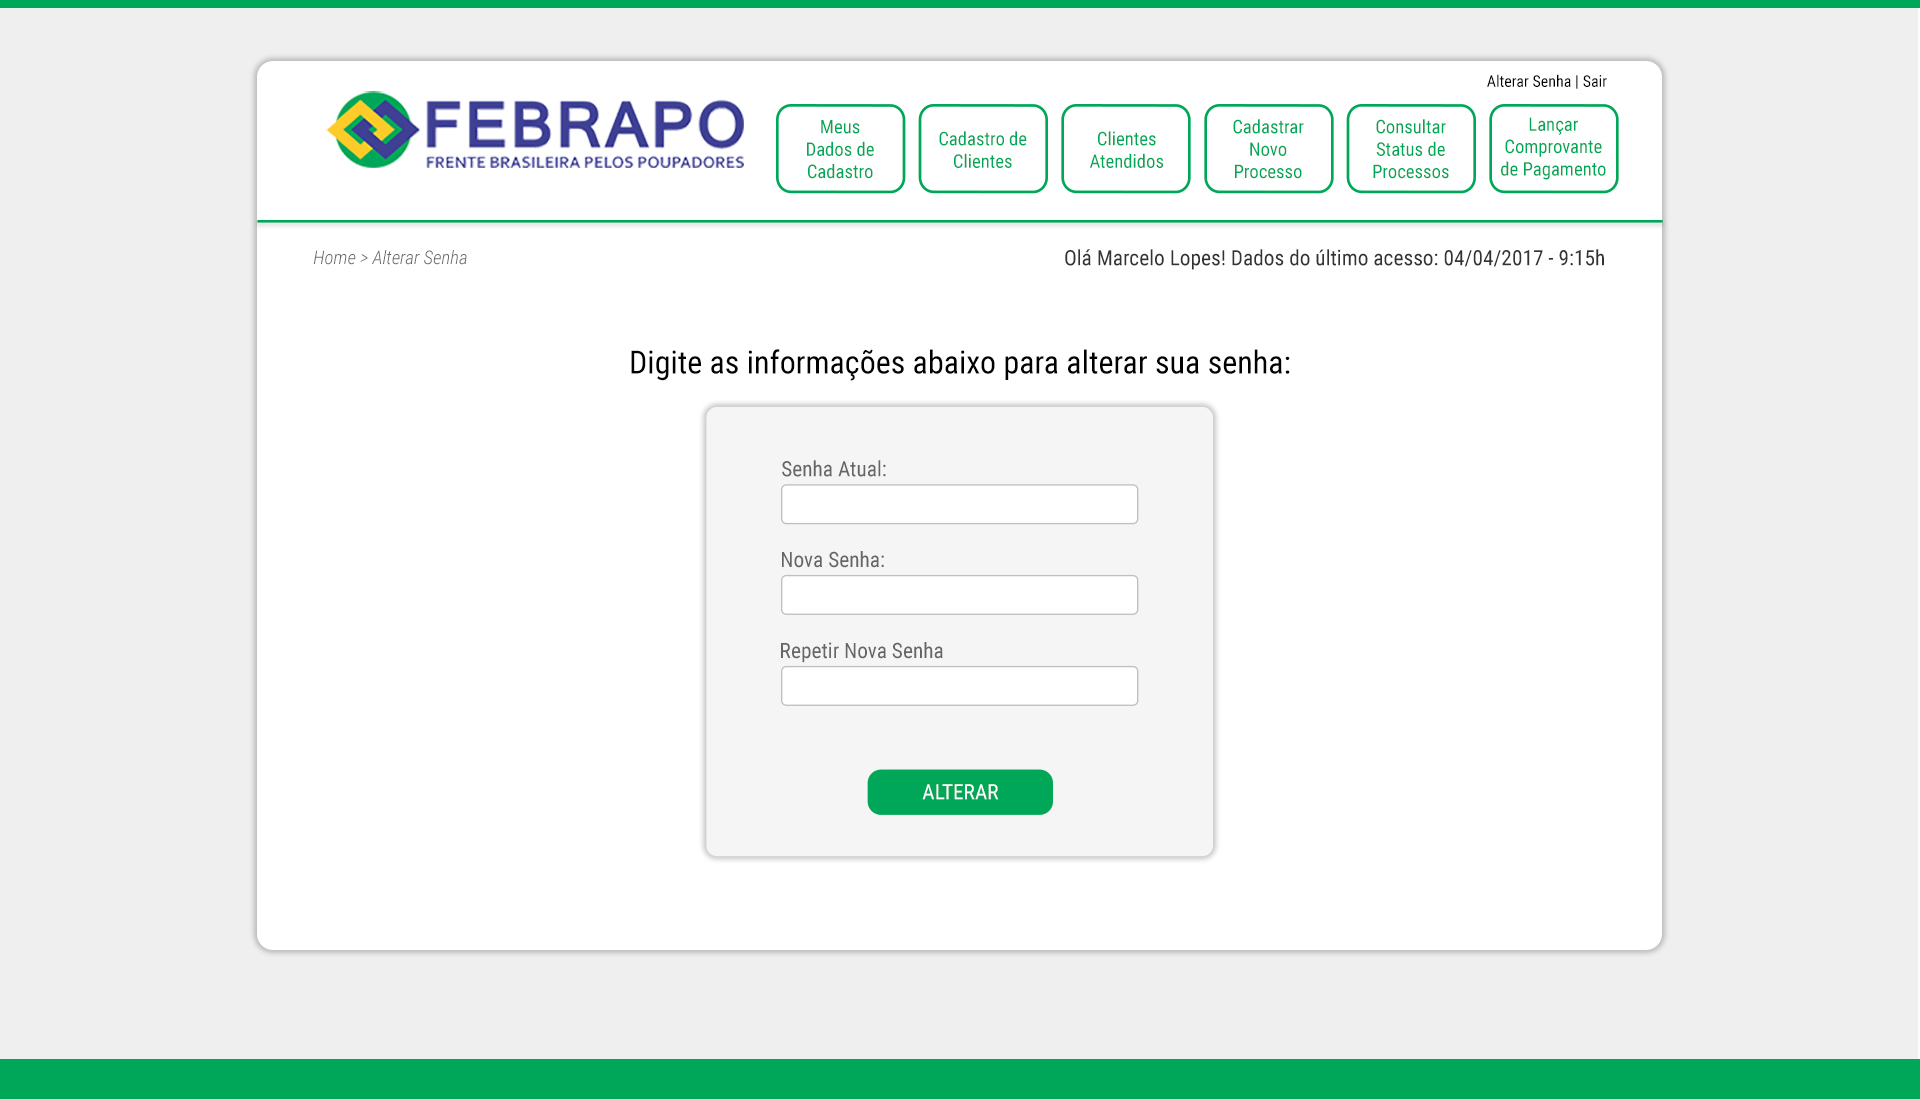 Alterar Senha | Sair
FEBRAPO
FRENTE BRASILEIRA PELOS POUPADORES
Meus
Dados de
Cadastro
Cadastro de
Clientes
Clientes
Atendidos
Cadastrar
Novo
Processo
Consultar
Status de
Processos
Lançar
Comprovante
de Pagamento
Home > Alterar Senha
Olá Marcelo Lopes! Dados do último acesso: 04/04/2017 - 9:15h
Digite as informações abaixo para alterar sua senha:
Senha Atual:
Nova Senha:
Repetir Nova Senha
ALTERAR